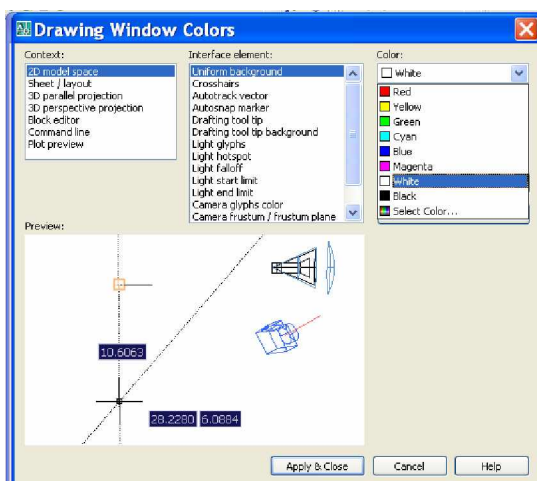 Drawing Window Colors
Context:
2D model space
Sheet / layout
3D parallel projection
3D perspective projection
Block editor
Command line
Plot preview
Interface element:
Uniform background
Crosshairs
Autotrack vector
Autosnap marker
Drafting tool tip
Drafting tool tip background
Light glyphs
Light hotspot
Light falloff
Light start limit
Light end limit
Camera glyphs color
Camera frustum / frustum plane
Color:
White
Red
Yellow
Green
Cyan
Blue
Magenta
White
Black
Select Color...
Preview:
10.6063
28.2280 6.0884
Apply & Close Cancel Help